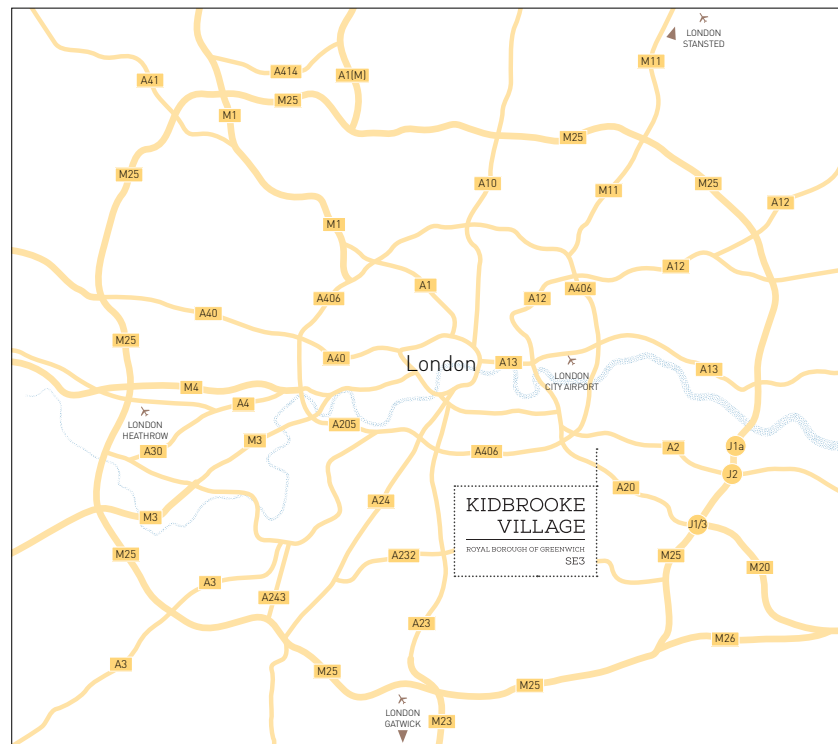 LONDON
STANSTED
M11
A414
A1(M)
A41
M25
M1
M25
M25
A10
M25
M11
A12
M1
A12
A1
A406
A12
A406
A40
M25
A40
London
A13
LONDON
CITY AIRPORT
A13
M4
A4
LONDON
HEATHROW
A205
M3
A30
A406
A2
J1a
J2
A20
A24
KIDBROOKE
VILLAGE
ROYAL BOROUGH OF GREENWICH
SE3
M3
J1/3
M25
A232
M25
M20
A3
A243
A23
M26
A3
M25
M25
LONDON
GATWICK
M23